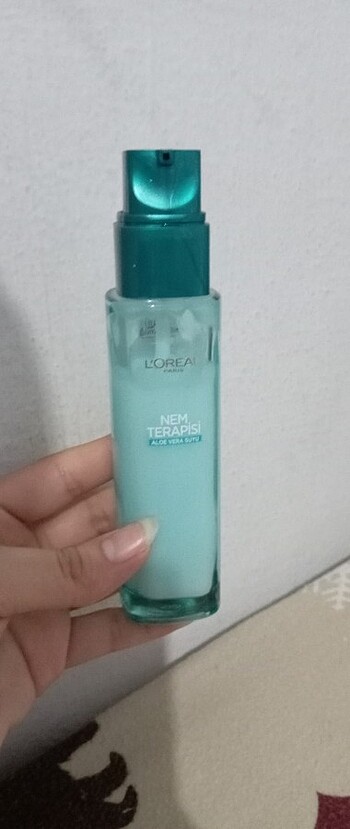 L'ORÉAL
PARIS
NEM
TERAPİSİ
ALOE VERA SUYU